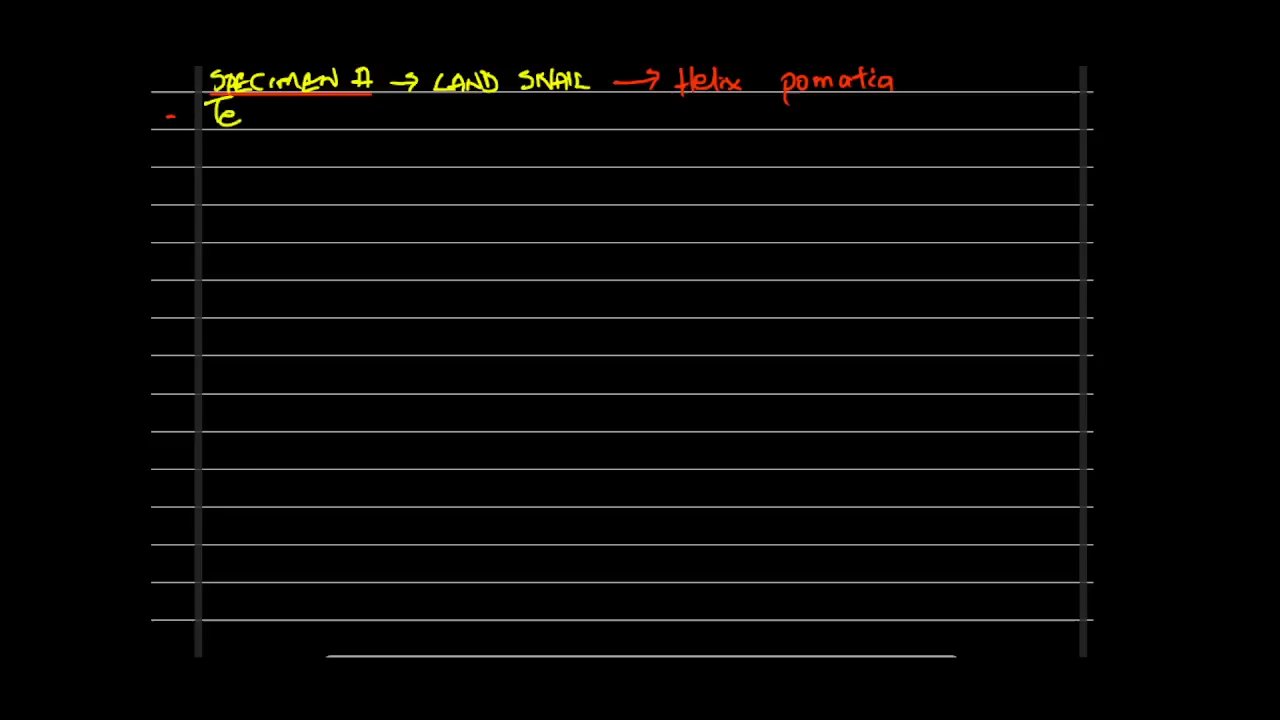 SPECIMEN A → LAND SNAIL → Helix pomatia
- Te